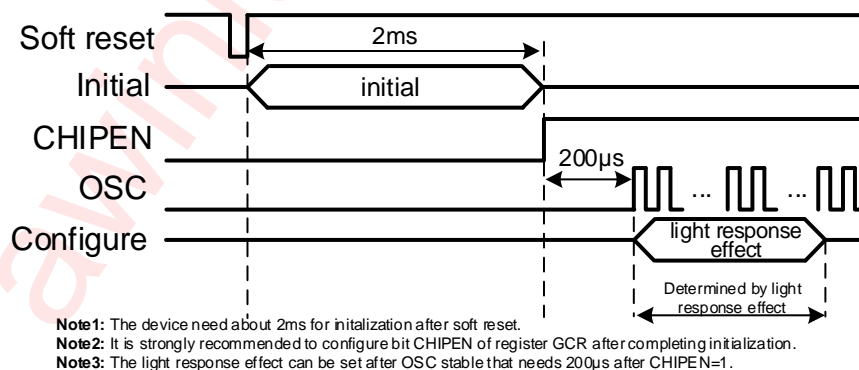 Soft reset
2ms
Initial
initial
CHIPEN
200µs
OSC
... ...
Configure
light response
effect
Determined by light
response effect
Note1: The device need about 2ms for initalization after soft reset.
Note2: It is strongly recommended to configure bit CHIPEN of register GCR after completing initialization.
Note3: The light response effect can be set after OSC stable that needs 200µs after CHIPEN=1.